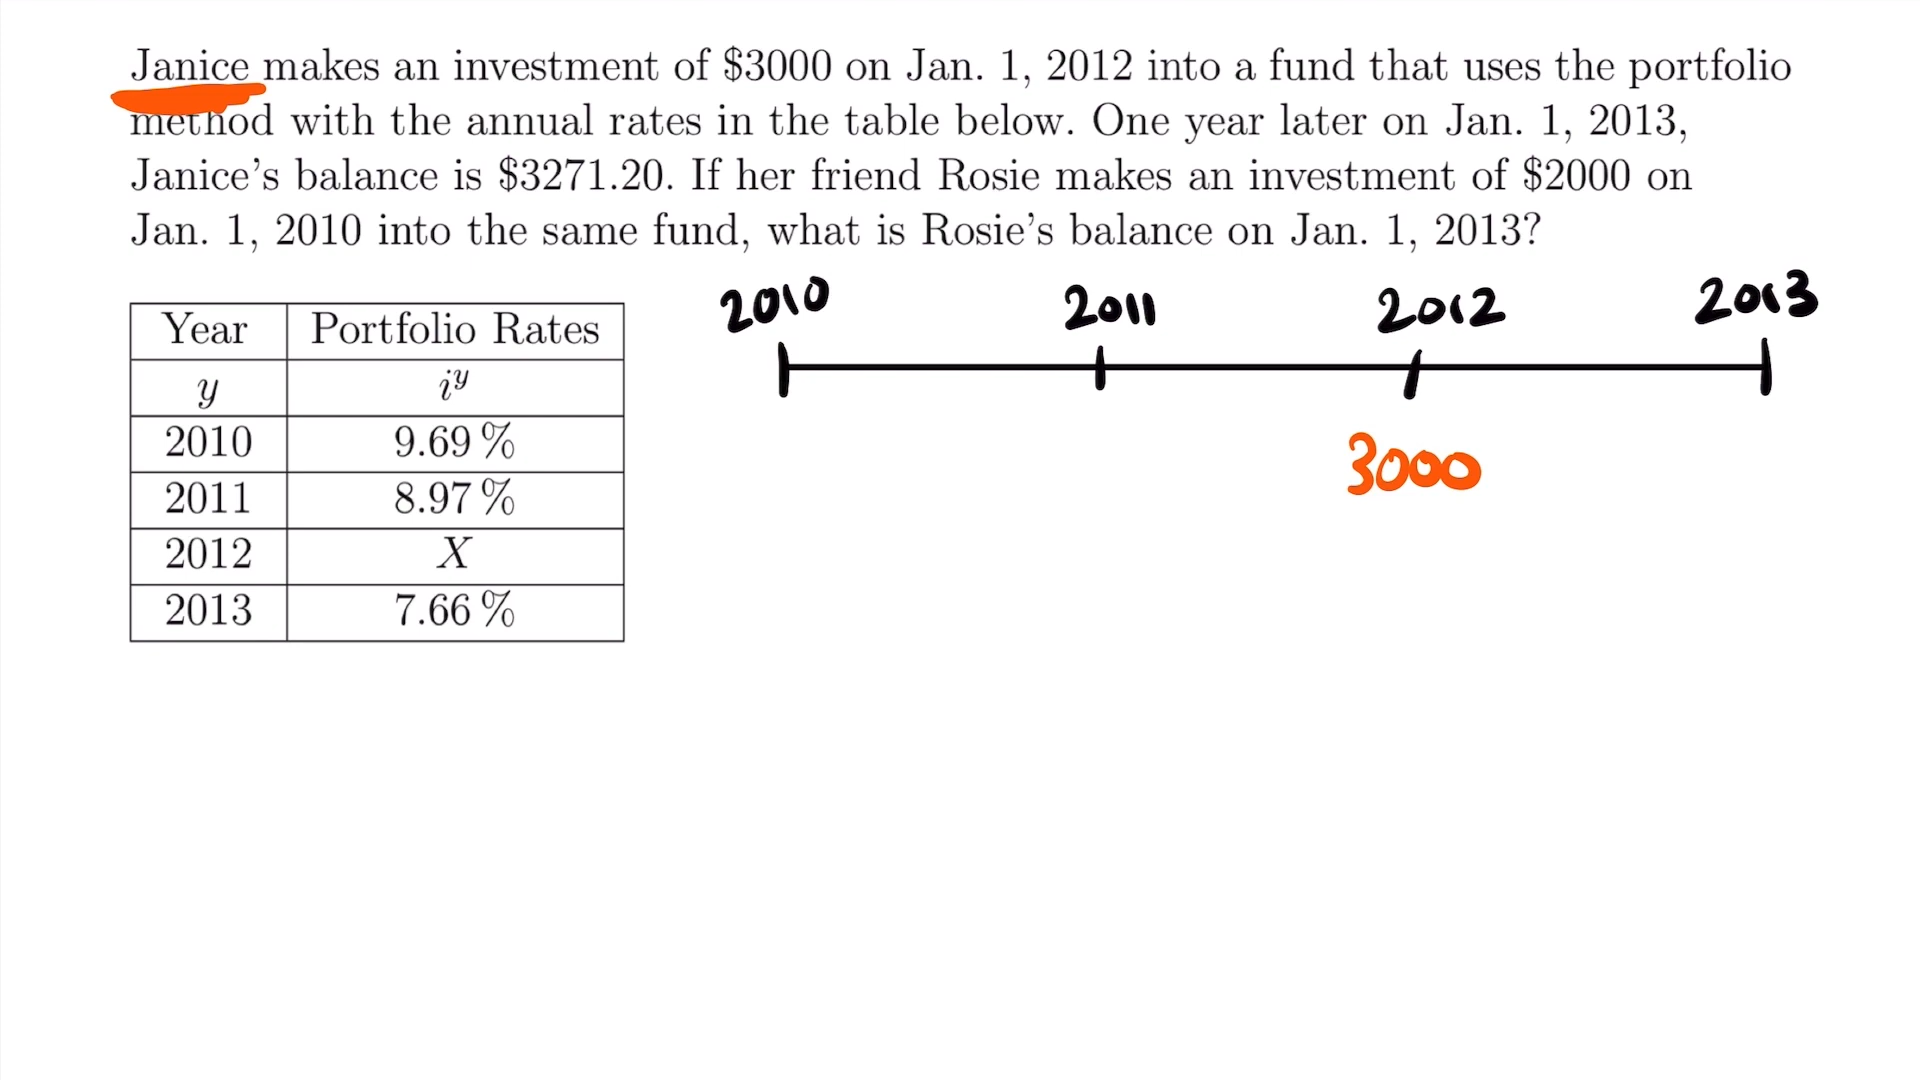 Janice makes an investment of $3000 on Jan. 1, 2012 into a fund that uses the portfolio
method with the annual rates in the table below. One year later on Jan. 1, 2013,
Janice's balance is $3271.20. If her friend Rosie makes an investment of $2000 on
Jan. 1, 2010 into the same fund, what is Rosie's balance on Jan. 1, 2013?
2010 2011 2012 2013
Year Portfolio Rates
y i^y
2010 9.69 %
3000
2011 8.97 %
2012 X
2013 7.66 %